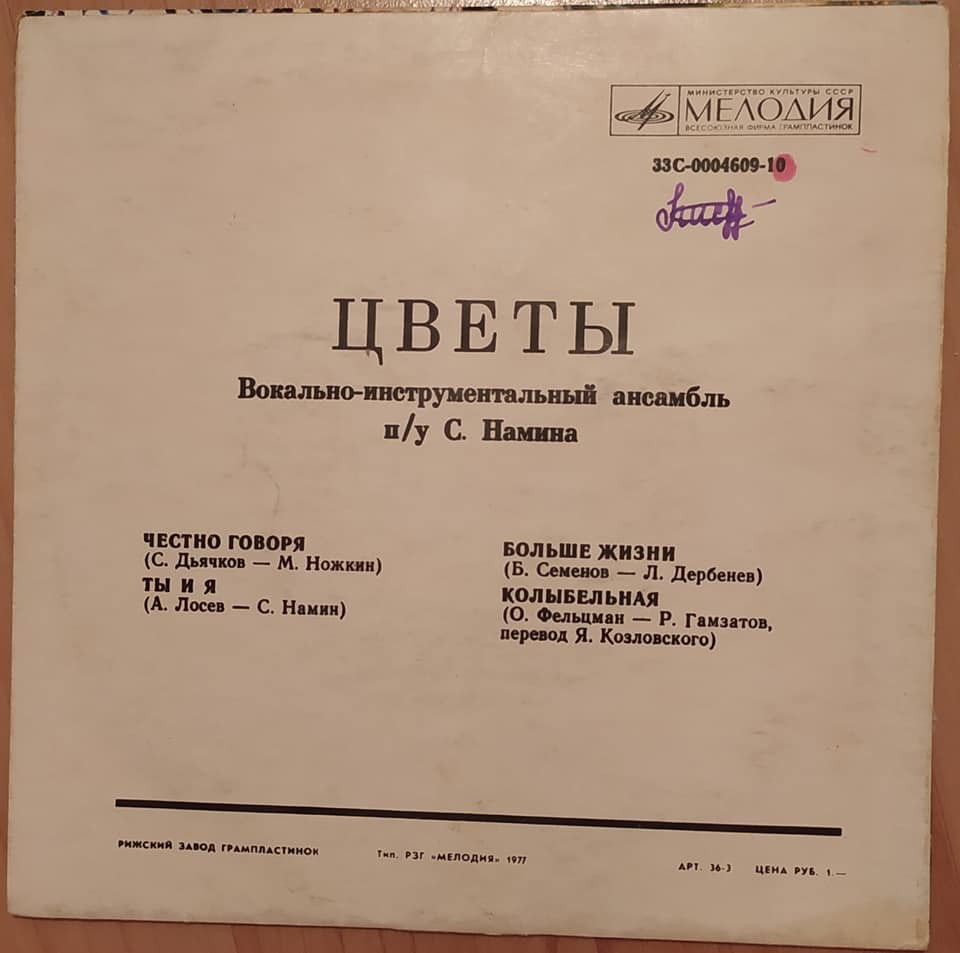 МИНИСТЕРСТВО КУЛЬТУРЫ СССР
МЕЛОДИЯ
ВСЕСОЮЗНАЯ ФИРМА ГРАМПЛАСТИНОК
33С-0004609-10
ЦВЕТЫ
Вокально-инструментальный ансамбль
п/у С. Намина
ЧЕСТНО ГОВОРЯ
(С. Дьячков — М. Ножкин)
ТЫ И Я
(А. Лосев — С. Намин)
БОЛЬШЕ ЖИЗНИ
(Б. Семенов — Л. Дербенев)
КОЛЫБЕЛЬНАЯ
(О. Фельцман — Р. Гамзатов,
перевод Я. Козловского)
РИЖСКИЙ ЗАВОД ГРАМПЛАСТИНОК Тип. РЗГ «МЕЛОДИЯ» 1977 АРТ. 36-3 ЦЕНА РУБ. 1.—